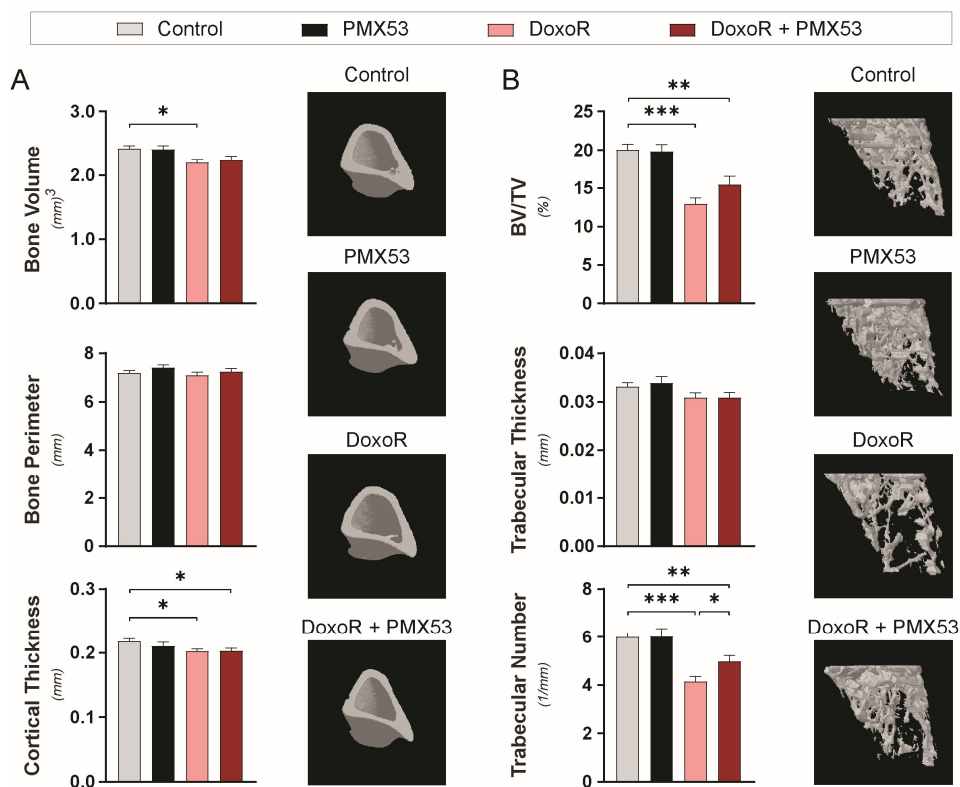 Control PMX53 DoxoR DoxoR + PMX53
A
Control
Bone Volume
(mm)3
3.0
2.0
1.0
0.0
*
PMX53
Bone Perimeter
(mm)
8
6
4
2
0
DoxoR
Cortical Thickness
(mm)
0.3
0.2
0.1
0.0
*
*
DoxoR + PMX53
B
Control
BV/TV
(%)
25
20
15
10
5
0
**
***
PMX53
Trabecular Thickness
(mm)
0.04
0.03
0.02
0.01
0.00
DoxoR
Trabecular Number
(1/mm)
8
6
4
2
0
**
*** *
DoxoR + PMX53